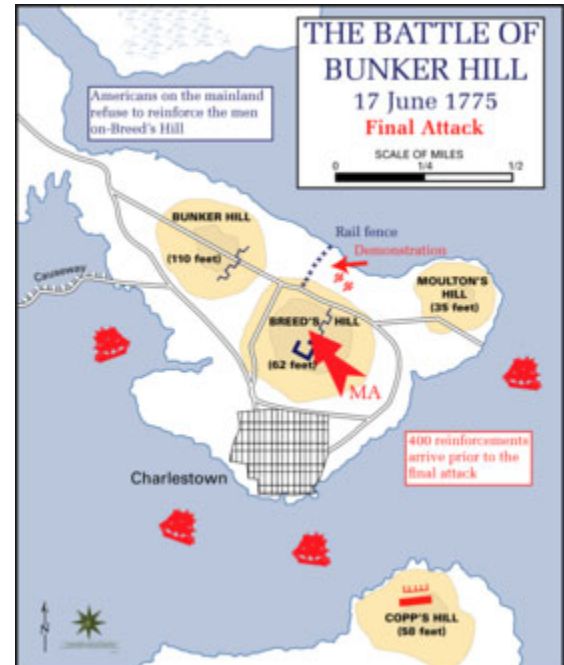 THE BATTLE OF
BUNKER HILL
17 June 1775
Final Attack
SCALE OF MILES
0 1/4 1/2
Americans on the mainland
refuse to reinforce the men
on-Breed's Hill
BUNKER HILL
(110 feet)
Rail fence
Demonstration
Causeway
MOULTON'S
HILL
(35 feet)
BREED'S HILL
(62 feet)
MA
400 reinforcements
arrive prior to the
final attack
Charlestown
COPP'S HILL
(58 feet)
N